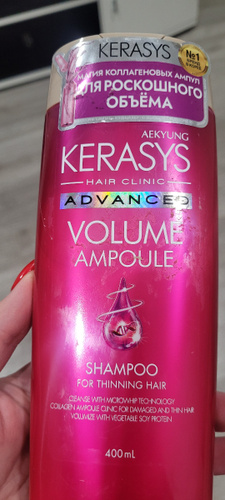 KERASYS
№1
МАГИЯ КОЛЛАГЕНОВЫХ АМПУЛ
ДЛЯ РОСКОШНОГО
ОБЪЁМА
AEKYUNG
KERASYS
HAIR CLINIC
ADVANCED
VOLUME
AMPOULE
SHAMPOO
FOR THINNING HAIR
CLEANSE WITH MICROWHIP TECHNOLOGY
COLLAGEN AMPOULE CLINIC FOR DAMAGED AND THIN HAIR
VOLUMIZE WITH VEGETABLE SOY PROTEIN
400mL